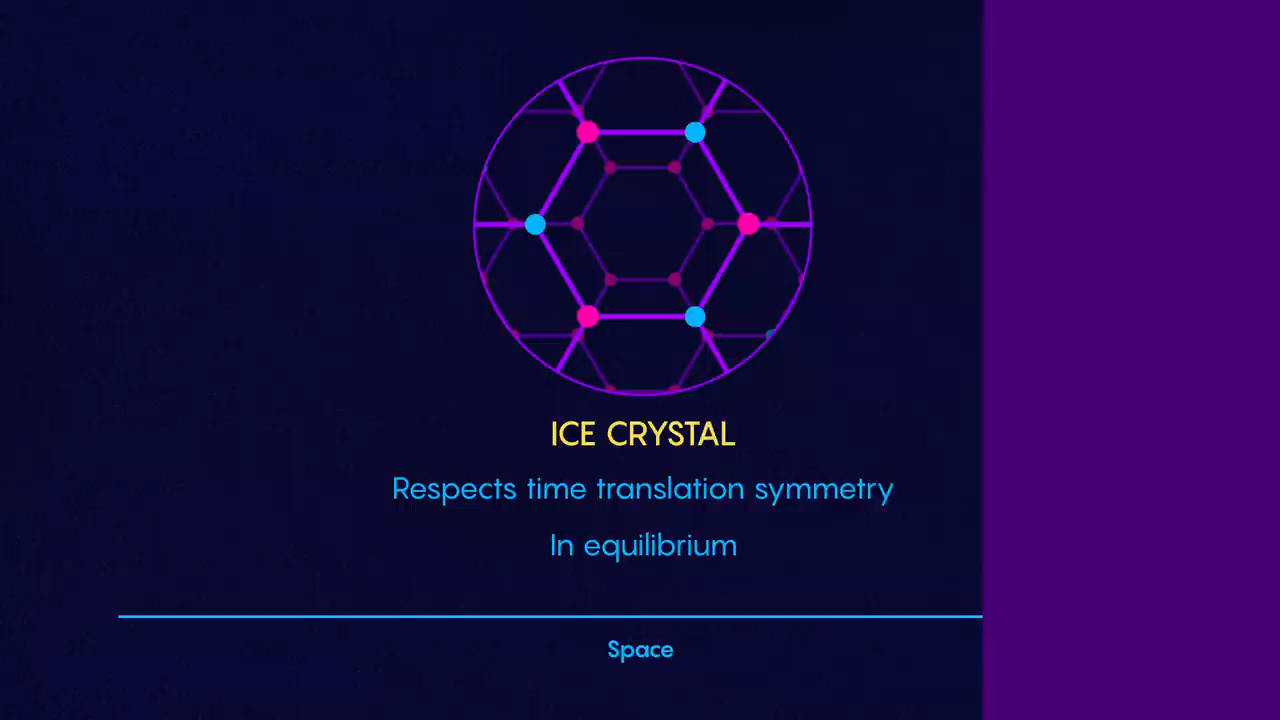 ICE CRYSTAL
Respects time translation symmetry
In equilibrium
Space